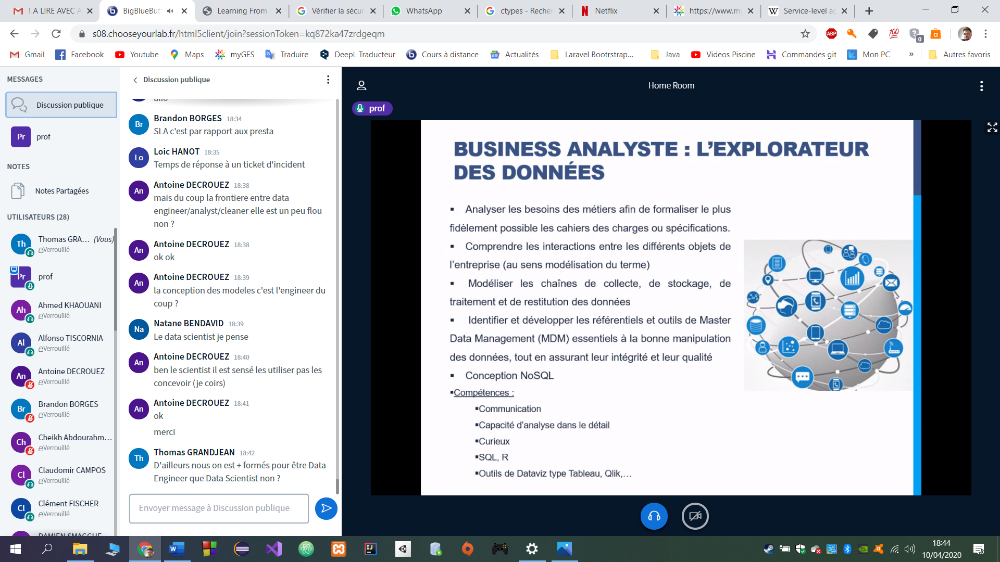 ! A LIRE AVEC A
BigBlueBut
Learning From
Vérifier la sécur
WhatsApp
ctypes - Recher
Netflix
https://www.my
Service-level ag
s08.chooseyourlab.fr/html5client/join?sessionToken=kq872ka47zrdgeqm
ABP
100
0
Gmail
Facebook
Youtube
Maps
myGES
Traduire
DeepL Traducteur
Cours à distance
Actualités
Laravel Bootrstrap...
Java
Videos Piscine
Commandes git
Mon PC
»
Autres favoris
MESSAGES
Discussion publique
Pr
prof
NOTES
Notes Partagées
UTILISATEURS (28)
Th
Thomas GRA... (Vous)
Verrouillé
Pr
prof
Ah
Ahmed KHAOUANI
Verrouillé
Al
Alfonso TISCORNIA
Verrouillé
An
Antoine DECROUEZ
Verrouillé
Br
Brandon BORGES
Verrouillé
Ch
Cheikh Abdourahm...
Verrouillé
Cl
Claudomir CAMPOS
Verrouillé
Cl
Clément FISCHER
Verrouillé
DAMIEN SMAGGHE
Discussion publique
allo
Br
Brandon BORGES 18:34
SLA c'est par rapport aux presta
Lo
Loic HANOT 18:35
Temps de réponse à un ticket d'incident
An
Antoine DECROUEZ 18:38
mais du coup la frontiere entre data
engineer/analyst/cleaner elle est un peu flou
non ?
An
Antoine DECROUEZ 18:38
ok ok
An
Antoine DECROUEZ 18:39
la conception des modeles c'est l'engineer du
coup ?
Na
Natane BENDAVID 18:39
Le data scientist je pense
An
Antoine DECROUEZ 18:40
ben le scientist il est sensé les utiliser pas les
concevoir (je coirs)
An
Antoine DECROUEZ 18:41
ok
merci
Th
Thomas GRANDJEAN 18:42
D'ailleurs nous on est + formés pour être Data
Engineer que Data Scientist non ?
Envoyer message à Discussion publique
Home Room
prof
BUSINESS ANALYSTE : L'EXPLORATEUR
DES DONNÉES
▪ Analyser les besoins des métiers afin de formaliser le plus
fidèlement possible les cahiers des charges ou spécifications.
▪ Comprendre les interactions entre les différents objets de
l'entreprise (au sens modélisation du terme)
▪ Modéliser les chaînes de collecte, de stockage, de
traitement et de restitution des données
▪ Identifier et développer les référentiels et outils de Master
Data Management (MDM) essentiels à la bonne manipulation
des données, tout en assurant leur intégrité et leur qualité
▪ Conception NoSQL
▪Compétences :
▪Communication
▪Capacité d'analyse dans le détail
▪Curieux
▪SQL, R
▪Outils de Dataviz type Tableau, Qlik,...
18:44
10/04/2020